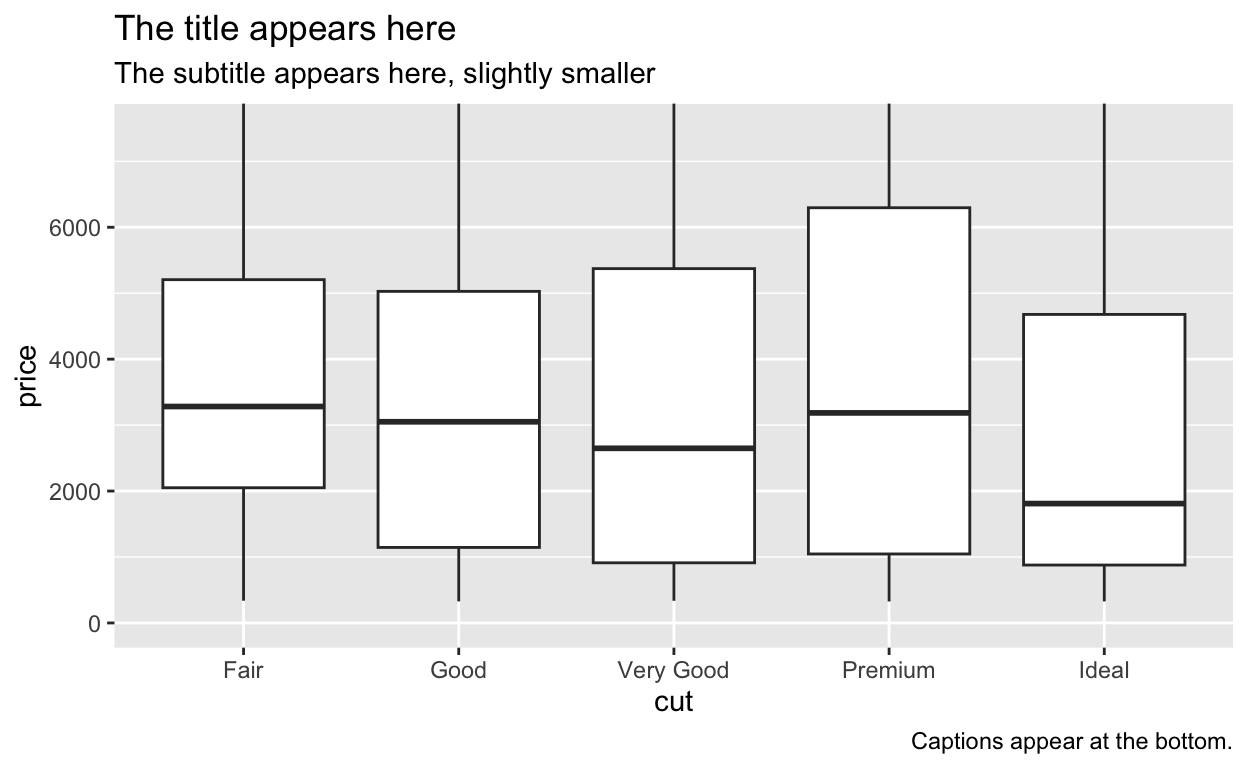 The title appears here
The subtitle appears here, slightly smaller
price
6000
4000
2000
0
Fair Good Very Good Premium Ideal
cut
Captions appear at the bottom.